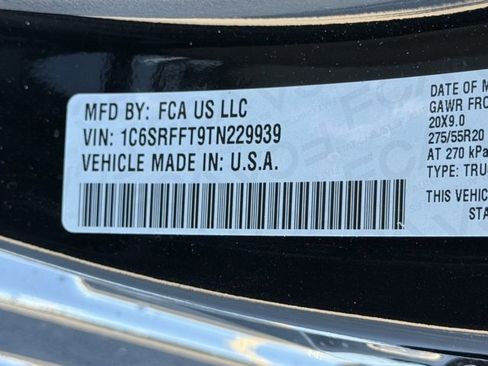 MFD BY: FCA US LLC
VIN: 1C6SRFFT9TN229939
VEHICLE MADE IN: U.S.A.
DATE OF M
GAWR FRO
20X9.0
275/55R20
AT 270 kPa
TYPE: TRU
THIS VEHIC
STA